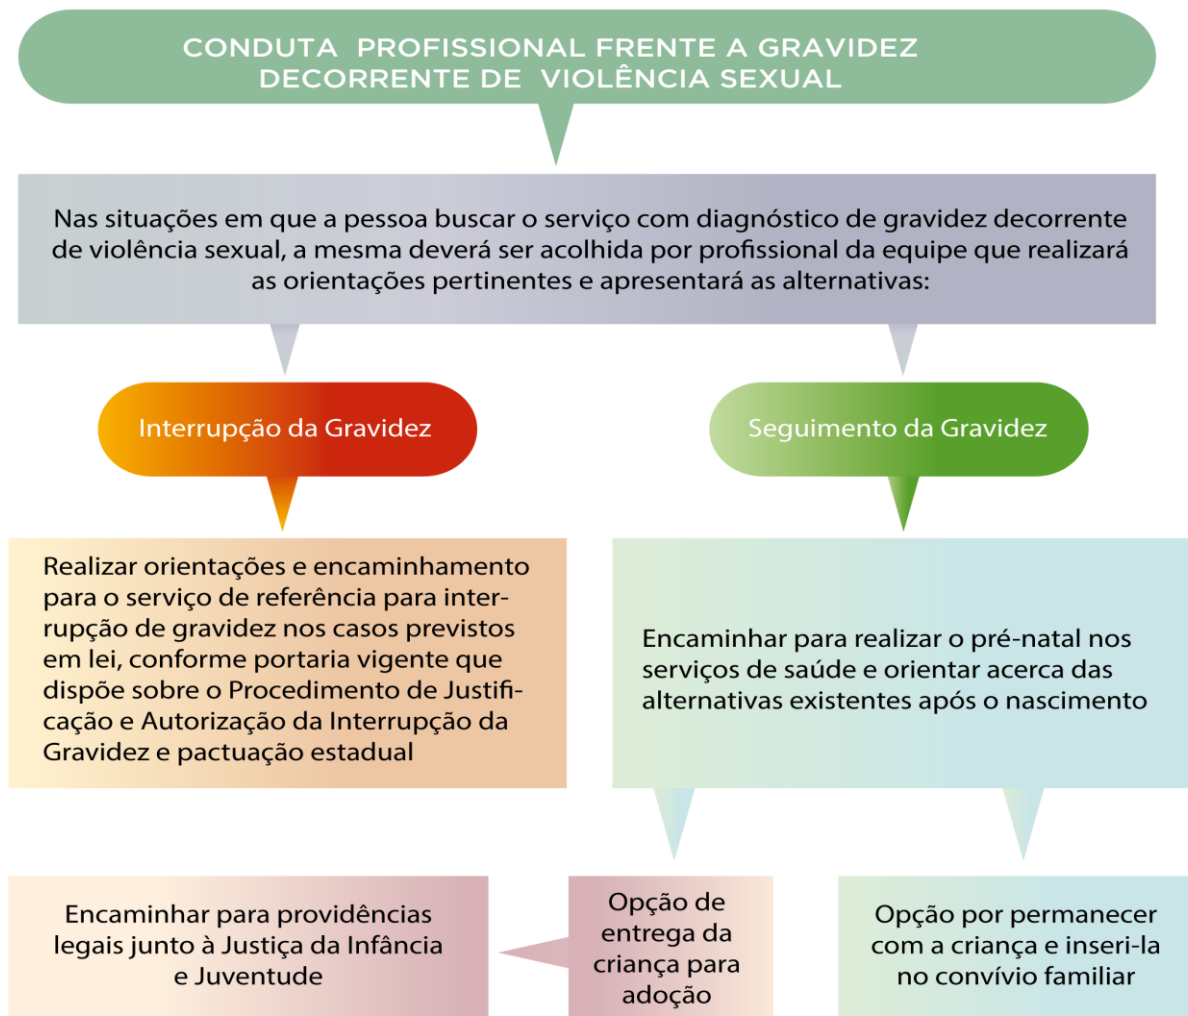 CONDUTA PROFISSIONAL FRENTE A GRAVIDEZ
DECORRENTE DE VIOLÊNCIA SEXUAL
Nas situações em que a pessoa buscar o serviço com diagnóstico de gravidez decorrente
de violência sexual, a mesma deverá ser acolhida por profissional da equipe que realizará
as orientações pertinentes e apresentará as alternativas:
Interrupção da Gravidez
Seguimento da Gravidez
Realizar orientações e encaminhamento
para o serviço de referência para inter-
rupção de gravidez nos casos previstos
em lei, conforme portaria vigente que
dispõe sobre o Procedimento de Justifi-
cação e Autorização da Interrupção da
Gravidez e pactuação estadual
Encaminhar para realizar o pré-natal nos
serviços de saúde e orientar acerca das
alternativas existentes após o nascimento
Encaminhar para providências
legais junto à Justiça da Infância
e Juventude
Opção de
entrega da
criança para
adoção
Opção por permanecer
com a criança e inseri-la
no convívio familiar